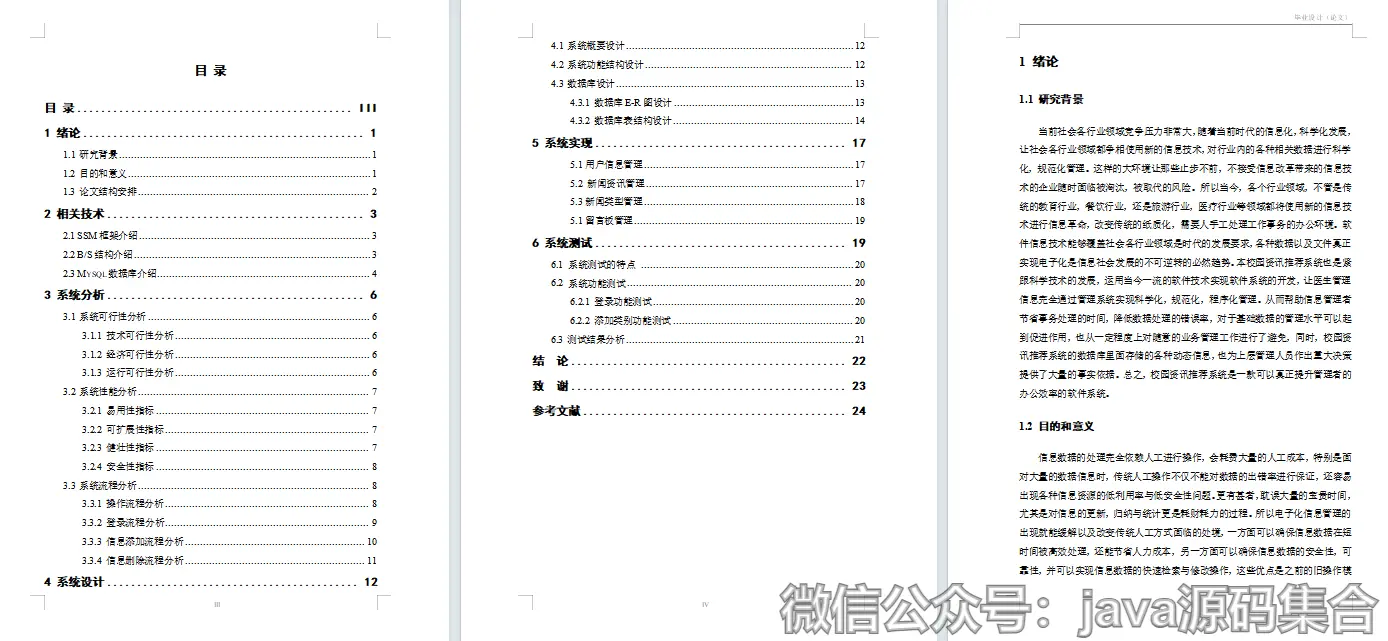 目 录
目 录 III
1 绪论 1
1.1 研究背景 1
1.2 目的和意义 1
1.3 论文结构安排 2
2 相关技术 3
2.1 SSM 框架介绍 3
2.2 B/S 结构介绍 3
2.3 MYSQL 数据库介绍 4
3 系统分析 6
3.1 系统可行性分析 6
3.1.1 技术可行性分析 6
3.1.2 经济可行性分析 6
3.1.3 运行可行性分析 6
3.2 系统性能分析 7
3.2.1 易用性指标 7
3.2.2 可扩展性指标 7
3.2.3 健壮性指标 7
3.2.4 安全性指标 8
3.3 系统流程分析 8
3.3.1 操作流程分析 8
3.3.2 登录流程分析 9
3.3.3 信息添加流程分析 10
3.3.4 信息删除流程分析 11
4 系统设计 12
III
4.1 系统概要设计 12
4.2 系统功能结构设计 12
4.3 数据库设计 13
4.3.1 数据库 E-R 图设计 13
4.3.2 数据库表结构设计 14
5 系统实现 17
5.1 用户信息管理 17
5.2 新闻资讯管理 17
5.3 新闻类型管理 18
5.1 留言板管理 19
6 系统测试 19
6.1 系统测试的特点 20
6.2 系统功能测试 20
6.2.1 登录功能测试 20
6.2.2 添加类别功能测试 20
6.3 测试结果分析 21
结 论 22
致 谢 23
参考文献 24
IV
毕业设计（论文）
1 绪论
1.1 研究背景
当前社会各行业领域竞争压力非常大，随着当前时代的信息化，科学化发展，
让社会各行业领域都争相使用新的信息技术，对行业内的各种相关数据进行科学
化，规范化管理。这样的大环境让那些止步不前，不接受信息改革带来的信息技
术的企业随时面临被淘汰，被取代的风险。所以当今，各个行业领域，不管是传
统的教育行业，餐饮行业，还是旅游行业，医疗行业等领域都将使用新的信息技
术进行信息革命，改变传统的纸质化，需要人手工处理工作事务的办公环境。软
件信息技术能够覆盖社会各行业领域是时代的发展要求，各种数据以及文件真正
实现电子化是信息社会发展的不可逆转的必然趋势。本校园资讯推荐系统也是紧
跟科学技术的发展，运用当今一流的软件技术实现软件系统的开发，让医生管理
信息完全通过管理系统实现科学化，规范化，程序化管理。从而帮助信息管理者
节省事务处理的时间，降低数据处理的错误率，对于基础数据的管理水平可以起
到促进作用，也从一定程度上对随意的业务管理工作进行了避免，同时，校园资
讯推荐系统的数据库里面存储的各种动态信息，也为上层管理人员作出重大决策
提供了大量的事实依据。总之，校园资讯推荐系统是一款可以真正提升管理者的
办公效率的软件系统。
1.2 目的和意义
信息数据的处理完全依赖人工进行操作，会耗费大量的人工成本，特别是面
对大量的数据信息时，传统人工操作不仅不能对数据的出错率进行保证，还容易
出现各种信息资源的低利用率与低安全性问题。更有甚者，耽误大量的宝贵时间，
尤其是对信息的更新，归纳与统计更是耗财耗力的过程。所以电子化信息管理的
出现就能缓解以及改变传统人工方式面临的处境，一方面可以确保信息数据在短
时间被高效处理，还能节省人力成本，另一方面可以确保信息数据的安全性，可
靠性，并可以实现信息数据的快速检索与修改操作，这些优点是之前的旧操作模
微信公众号：java源码集合